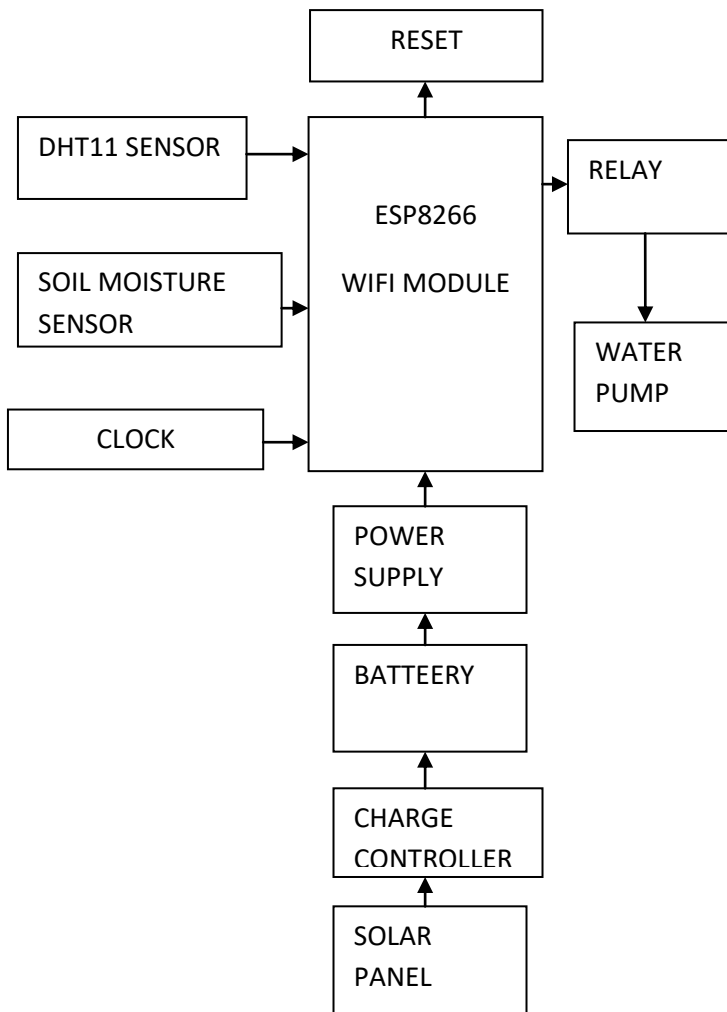 RESET
DHT11 SENSOR
ESP8266
WIFI MODULE
RELAY
SOIL MOISTURE
SENSOR
WATER
PUMP
CLOCK
POWER
SUPPLY
BATTEERY
CHARGE
CONTROLLER
SOLAR
PANEL